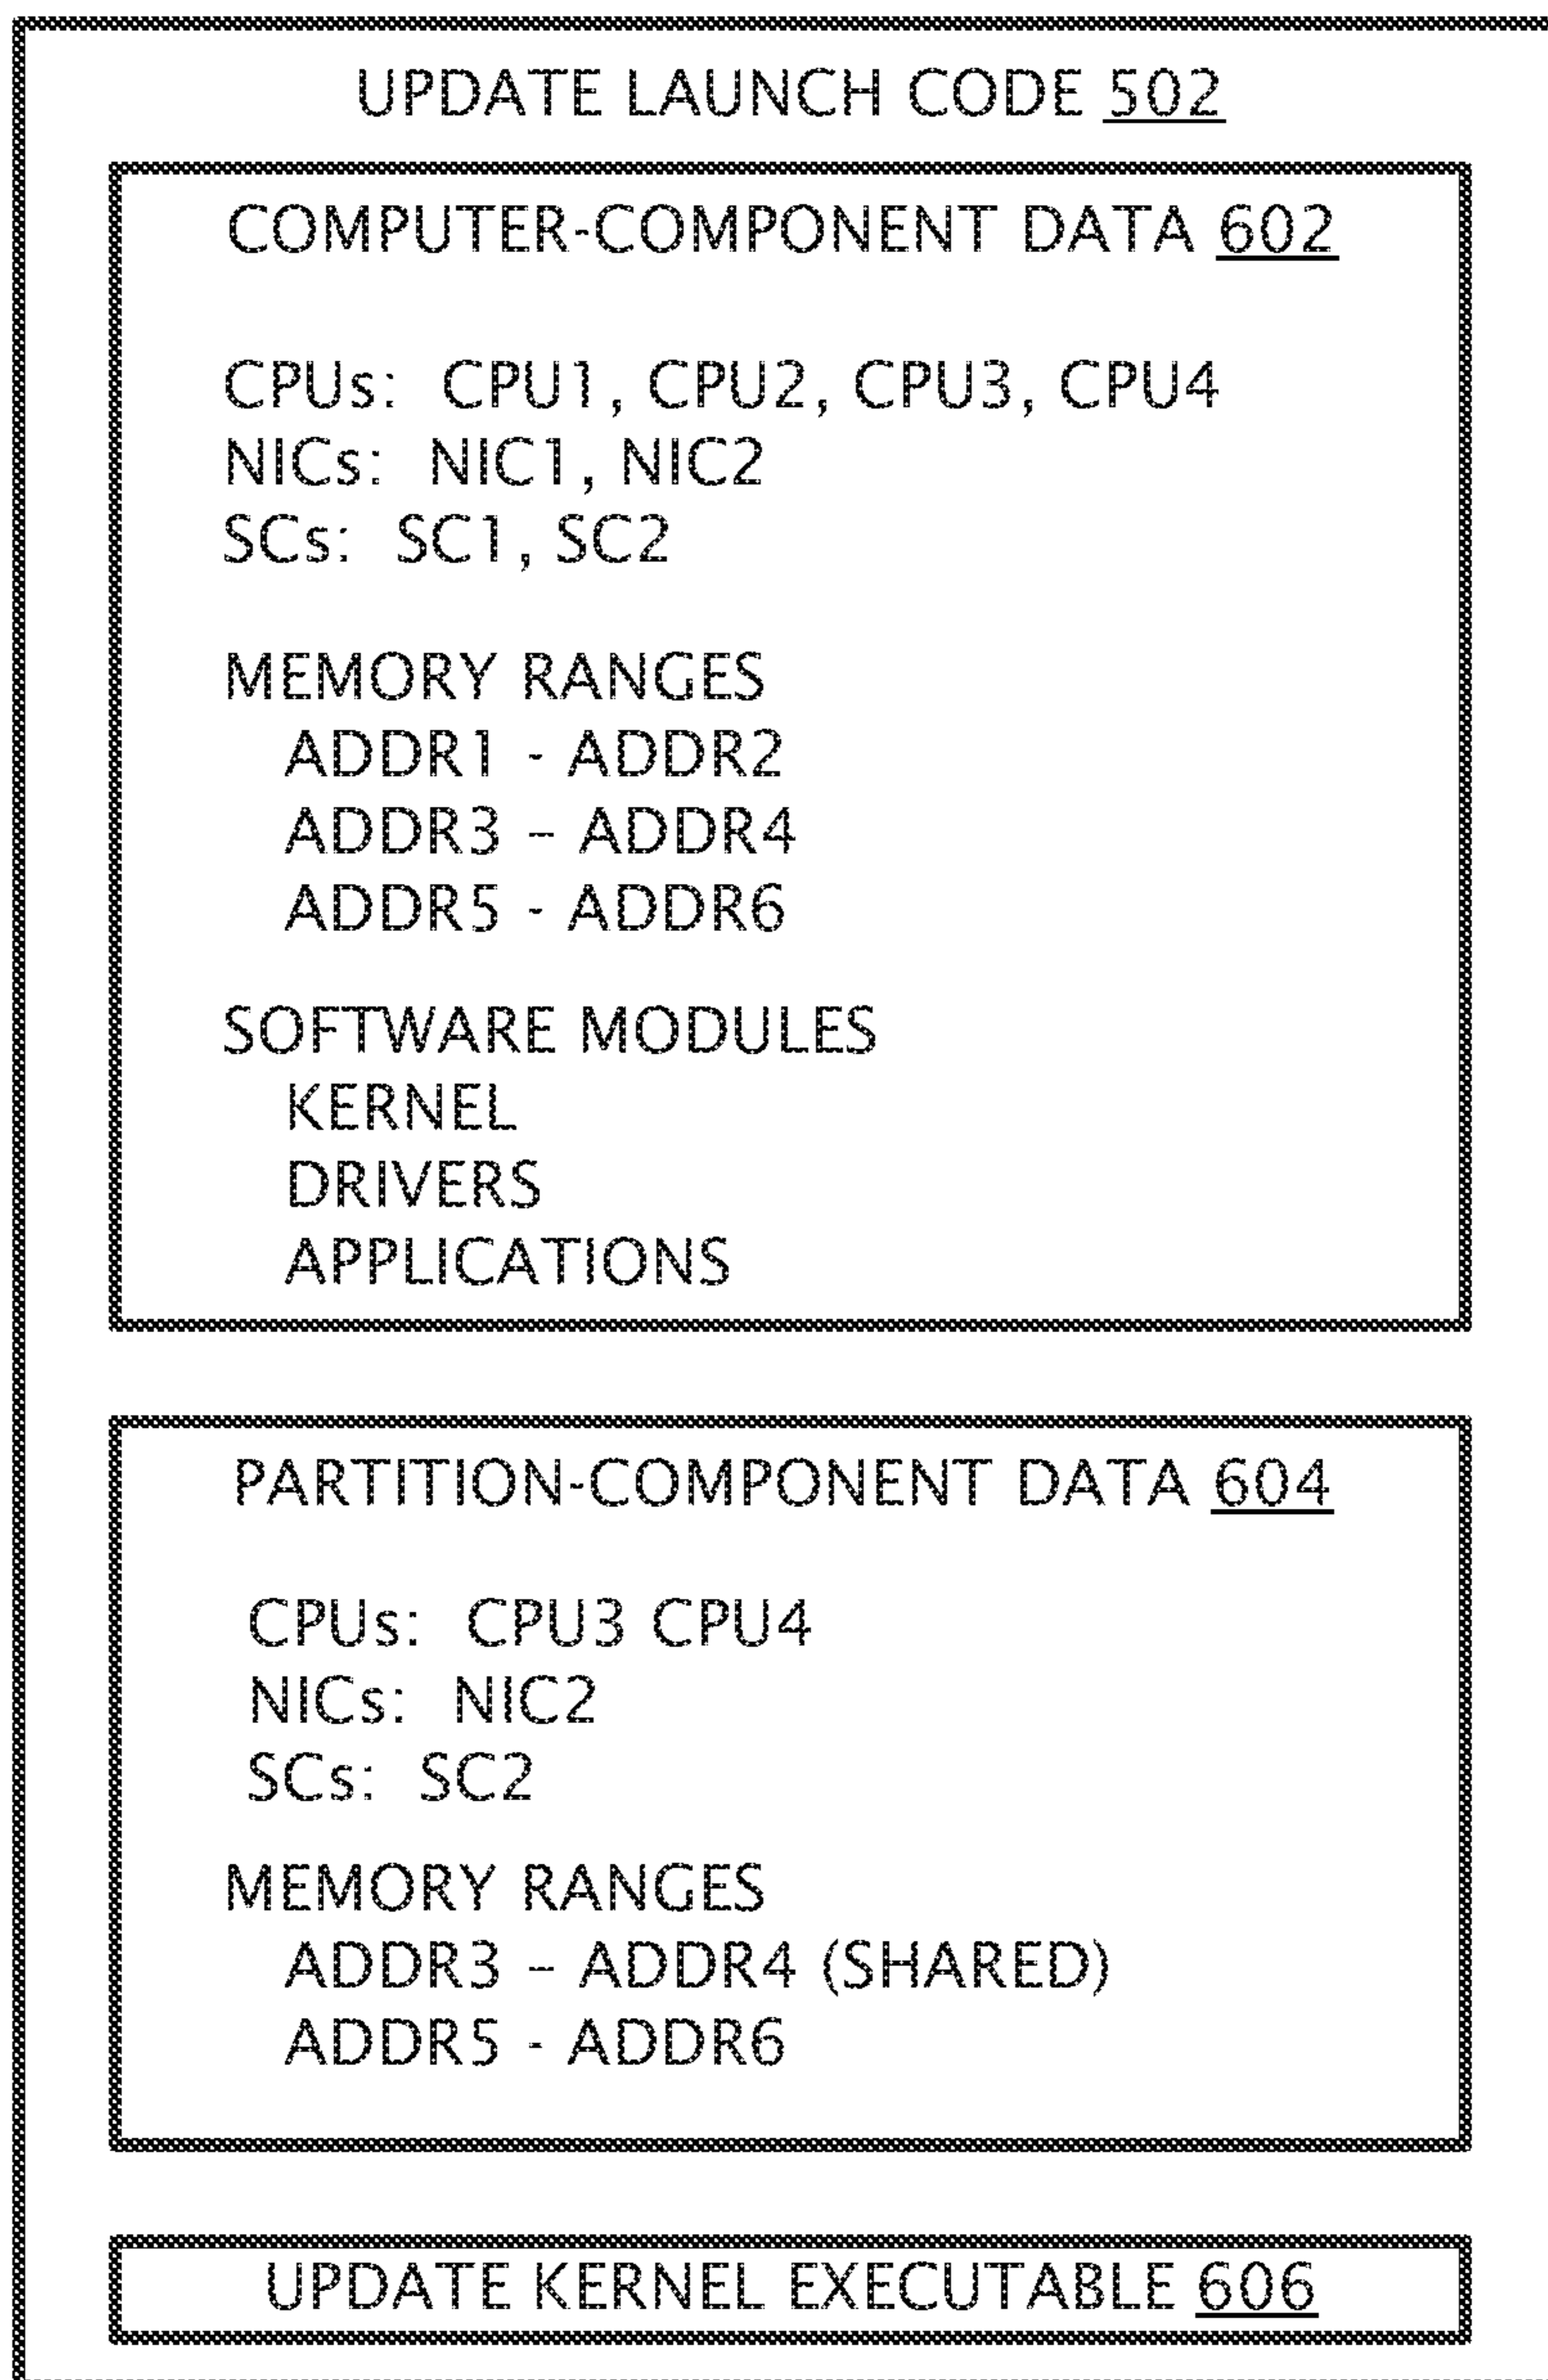 UPDATE LAUNCH CODE 502
COMPUTER-COMPONENT DATA 602
CPUs: CPU1, CPU2, CPU3, CPU4
NICs: NIC1, NIC2
SCs: SC1, SC2
MEMORY RANGES
ADDR1 - ADDR2
ADDR3 – ADDR4
ADDR5 - ADDR6
SOFTWARE MODULES
KERNEL
DRIVERS
APPLICATIONS
PARTITION-COMPONENT DATA 604
CPUs: CPU3 CPU4
NICs: NIC2
SCs: SC2
MEMORY RANGES
ADDR3 – ADDR4 (SHARED)
ADDR5 - ADDR6
UPDATE KERNEL EXECUTABLE 606